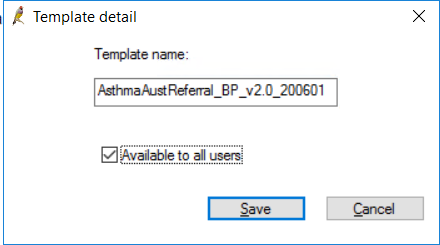 Template detail
Template name:
AsthmaAustReferral_BP_v2.0_200601
Available to all users
Save
Cancel